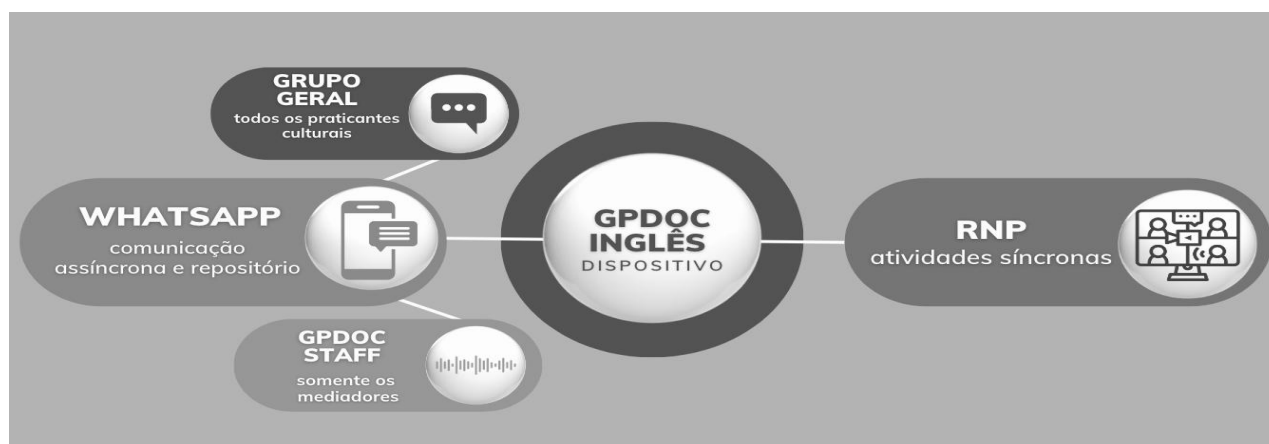 GRUPO
GERAL
todos os praticantes
culturais
WHATSAPP
comunicação
assíncrona e repositório
GPDOC
STAFF
somente os
mediadores
GPDOC
INGLÊS
DISPOSITIVO
RNP
atividades síncronas